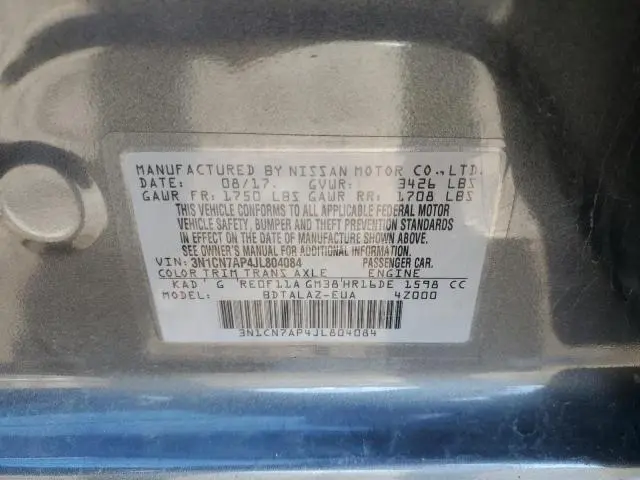 MANUFACTURED BY NISSAN MOTOR CO.,LTD.
DATE: 08/17. GVWR: 3426 LBS
GAWR FR: 1750 LBS GAWR RR: 1708 LBS
THIS VEHICLE CONFORMS TO ALL APPLICABLE FEDERAL MOTOR
VEHICLE SAFETY, BUMPER AND THEFT PREVENTION STANDARDS
IN EFFECT ON THE DATE OF MANUFACTURE SHOWN ABOVE.
SEE OWNER'S MANUAL FOR ADDITIONAL INFORMATION.
VIN: 3N1CN7AP4JL804084 PASSENGER CAR.
COLOR TRIM TRANS AXLE ENGINE
KAD G RE0F11A GM38 HR16DE 1598 CC
MODEL: BDTALAZ-EUA 4Z000
3N1CN7AP4JL804084